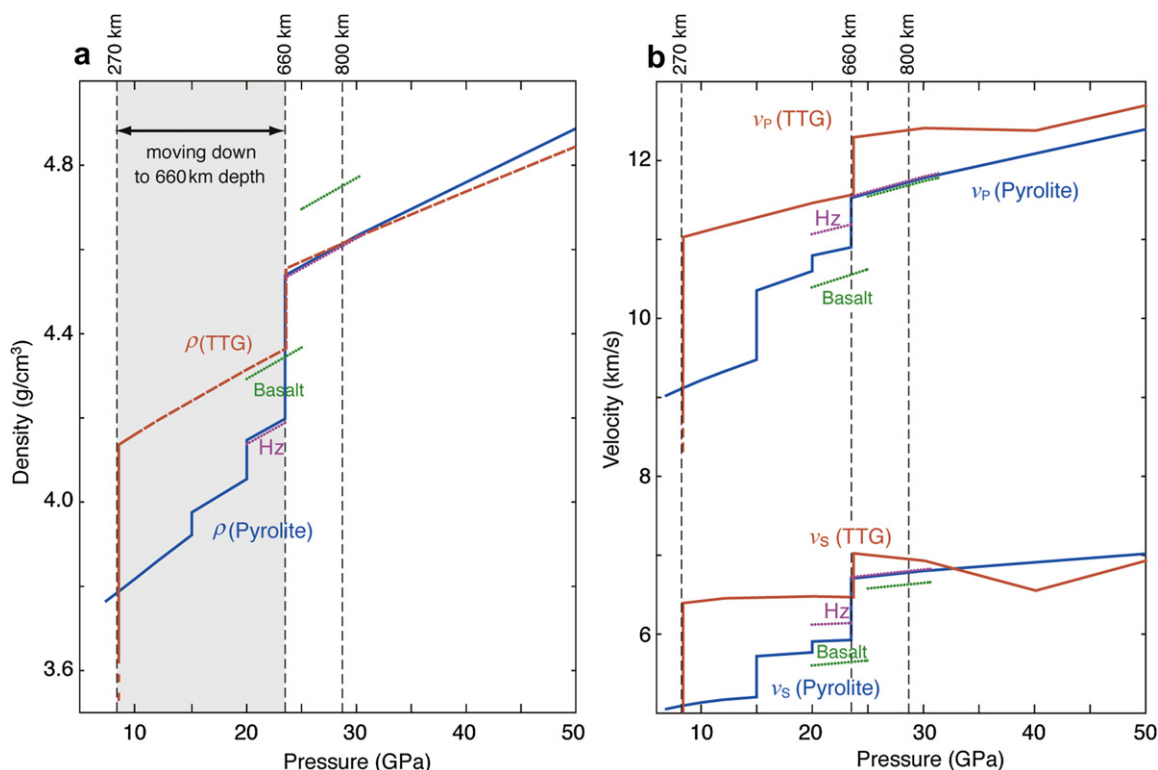 a
270 km
660 km
800 km
moving down
to 660 km depth
ρ(TTG)
Basalt
Hz
ρ(Pyrolite)
Density (g/cm³)
4.8
4.4
4.0
3.6
10
20
30
40
50
Pressure (GPa)
b
270 km
660 km
800 km
vP (TTG)
Hz
vP (Pyrolite)
Basalt
vS (TTG)
Hz
Basalt
vS (Pyrolite)
Velocity (km/s)
12
10
8
6
10
20
30
40
50
Pressure (GPa)